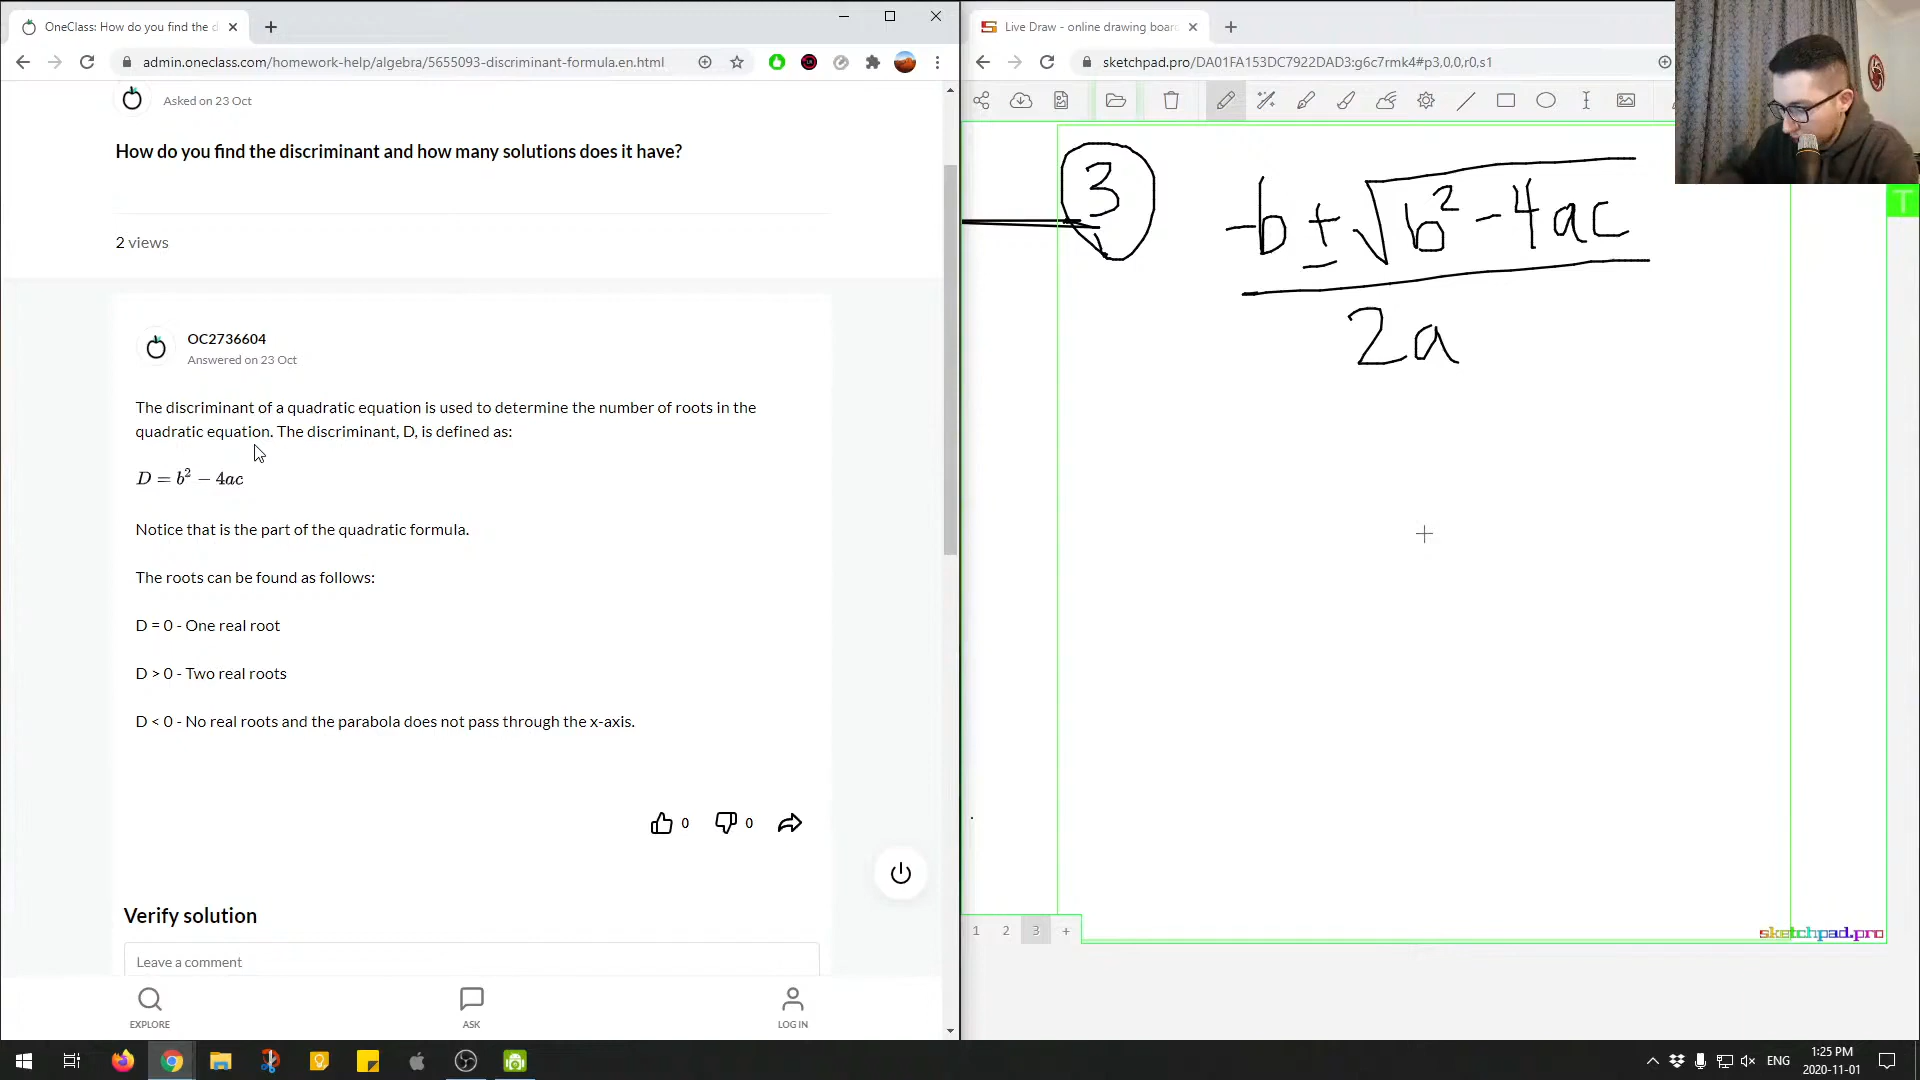 OneClass: How do you find the d
Live Draw - online drawing boar
admin.oneclass.com/homework-help/algebra/5655093-discriminant-formula.en.html
sketchpad.pro/DA01FA153DC7922DAD3:g6c7rmk4#p3,0,0,r0,s1
Asked on 23 Oct
How do you find the discriminant and how many solutions does it have?
2 views
OC2736604
Answered on 23 Oct
The discriminant of a quadratic equation is used to determine the number of roots in the
quadratic equation. The discriminant, D, is defined as:
D = b² − 4ac
Notice that is the part of the quadratic formula.
The roots can be found as follows:
D = 0 - One real root
D > 0 - Two real roots
D < 0 - No real roots and the parabola does not pass through the x-axis.
0 0
Verify solution
Leave a comment
EXPLORE ASK LOG IN
3
-b ± √b² - 4ac
2a
T
1 2 3 +
sketchpad.pro
ENG
1:25 PM
2020-11-01